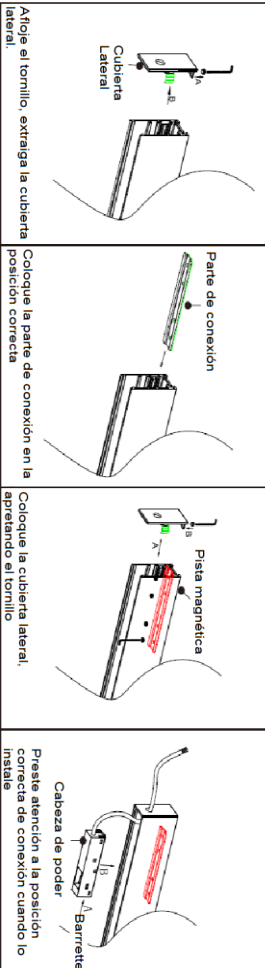 A
B
Cubierta
Lateral
Afloje el tornillo, extraiga la cubierta
lateral.
Parte de conexión
Coloque la parte de conexión en la
posición correcta
B
A
Pista magnética
Coloque la cubierta lateral,
apretando el tornillo
Cabeza de poder
B
A
Barrrette
Preste atención a la posición
correcta de conexión cuando lo
instale